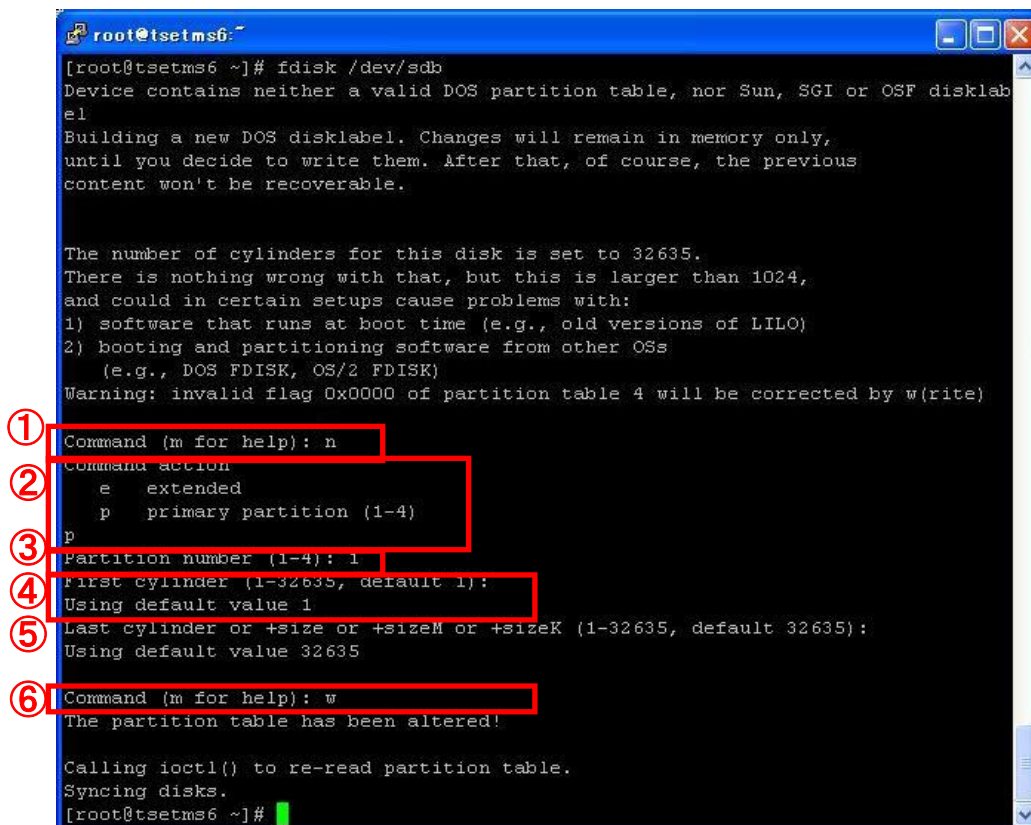 root@tsetms6:~
[root@tsetms6 ~]# fdisk /dev/sdb
Device contains neither a valid DOS partition table, nor Sun, SGI or OSF disklab
el
Building a new DOS disklabel. Changes will remain in memory only,
until you decide to write them. After that, of course, the previous
content won't be recoverable.
The number of cylinders for this disk is set to 32635.
There is nothing wrong with that, but this is larger than 1024,
and could in certain setups cause problems with:
1) software that runs at boot time (e.g., old versions of LILO)
2) booting and partitioning software from other OSs
(e.g., DOS FDISK, OS/2 FDISK)
Warning: invalid flag 0x0000 of partition table 4 will be corrected by w(rite)
① Command (m for help): n
Command action
② e extended
p primary partition (1-4)
p
③ Partition number (1-4): 1
First cylinder (1-32635, default 1):
④ Using default value 1
⑤ Last cylinder or +size or +sizeM or +sizeK (1-32635, default 32635):
Using default value 32635
⑥ Command (m for help): w
The partition table has been altered!
Calling ioctl() to re-read partition table.
Syncing disks.
[root@tsetms6 ~]#